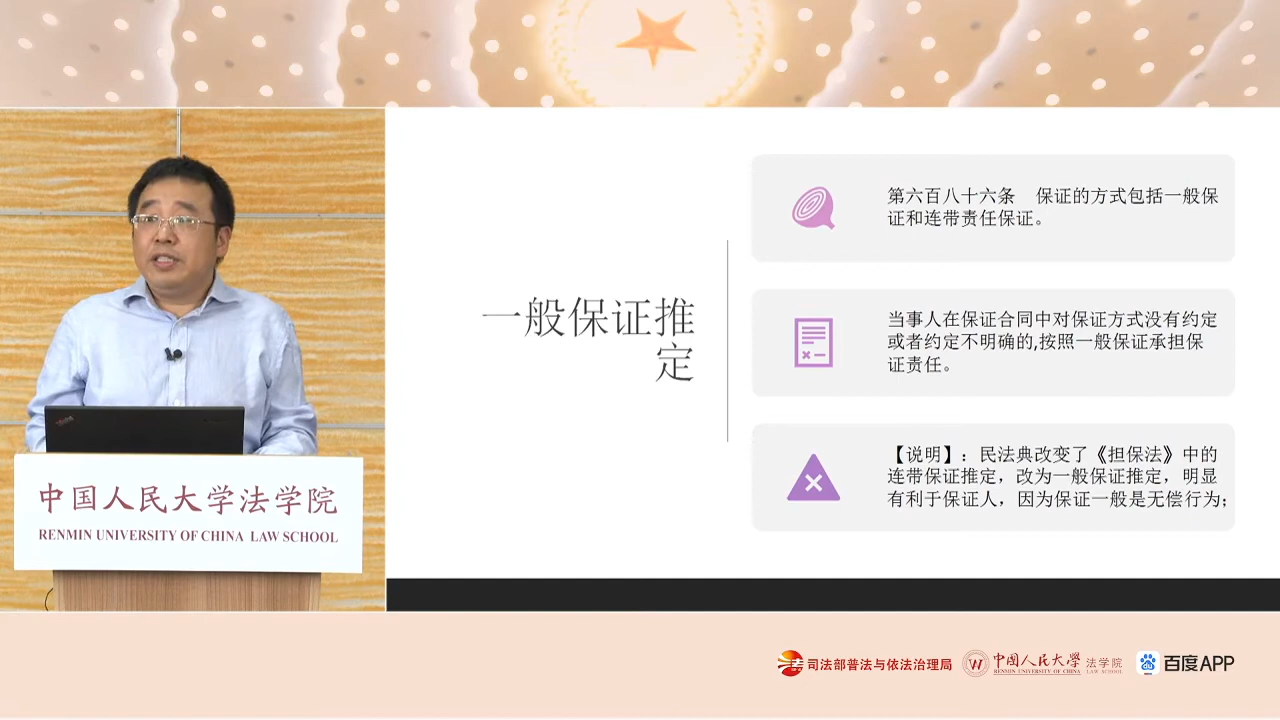 一般保证推
定
第六百八十六条 保证的方式包括一般保
证和连带责任保证。
当事人在保证合同中对保证方式没有约定
或者约定不明确的,按照一般保证承担保
证责任。
【说明】：民法典改变了《担保法》中的
连带保证推定，改为一般保证推定，明显
有利于保证人，因为保证一般是无偿行为;
中国人民大学法学院
RENMIN UNIVERSITY OF CHINA LAW SCHOOL
司法部普法与依法治理局
中国人民大学 法学院
RENMIN UNIVERSITY OF CHINA LAW SCHOOL
百度APP